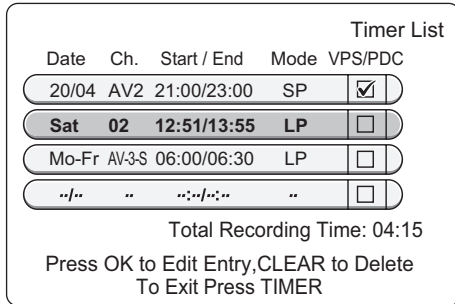 Timer List
Date Ch. Start / End Mode VPS/PDC
20/04 AV2 21:00/23:00 SP
Sat 02 12:51/13:55 LP
Mo-Fr AV-3-S 06:00/06:30 LP
--/-- -- --:--/--:-- --
Total Recording Time: 04:15
Press OK to Edit Entry,CLEAR to Delete
To Exit Press TIMER